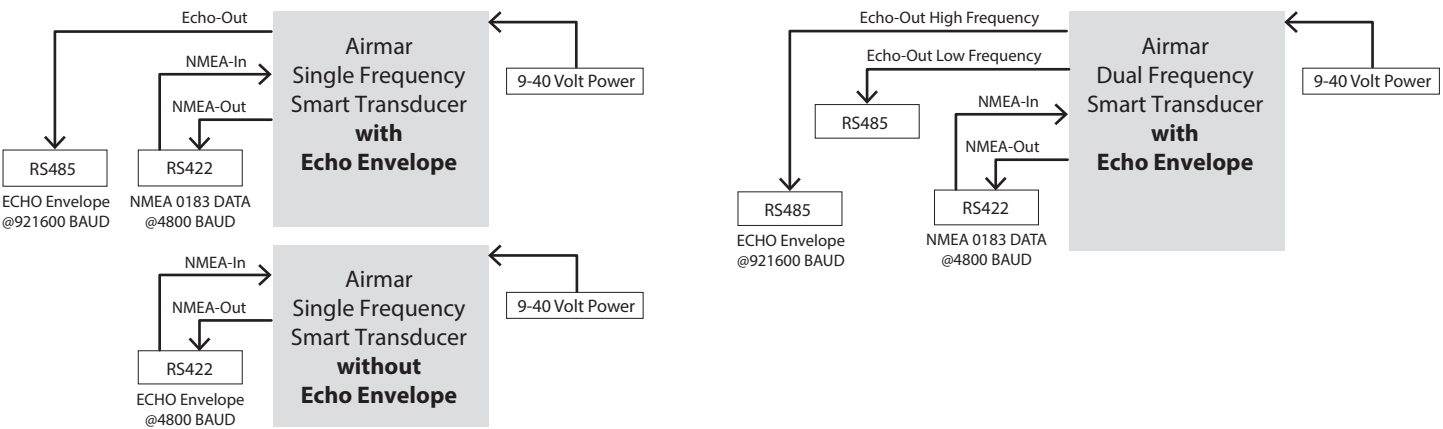 Echo-Out
NMEA-In
NMEA-Out
Airmar
Single Frequency
Smart Transducer
with
Echo Envelope
9-40 Volt Power
RS485
ECHO Envelope
@921600 BAUD
RS422
NMEA 0183 DATA
@4800 BAUD
NMEA-In
NMEA-Out
Airmar
Single Frequency
Smart Transducer
without
Echo Envelope
9-40 Volt Power
RS422
ECHO Envelope
@4800 BAUD
Echo-Out High Frequency
Echo-Out Low Frequency
NMEA-In
NMEA-Out
Airmar
Dual Frequency
Smart Transducer
with
Echo Envelope
9-40 Volt Power
RS485
RS485
ECHO Envelope
@921600 BAUD
RS422
NMEA 0183 DATA
@4800 BAUD